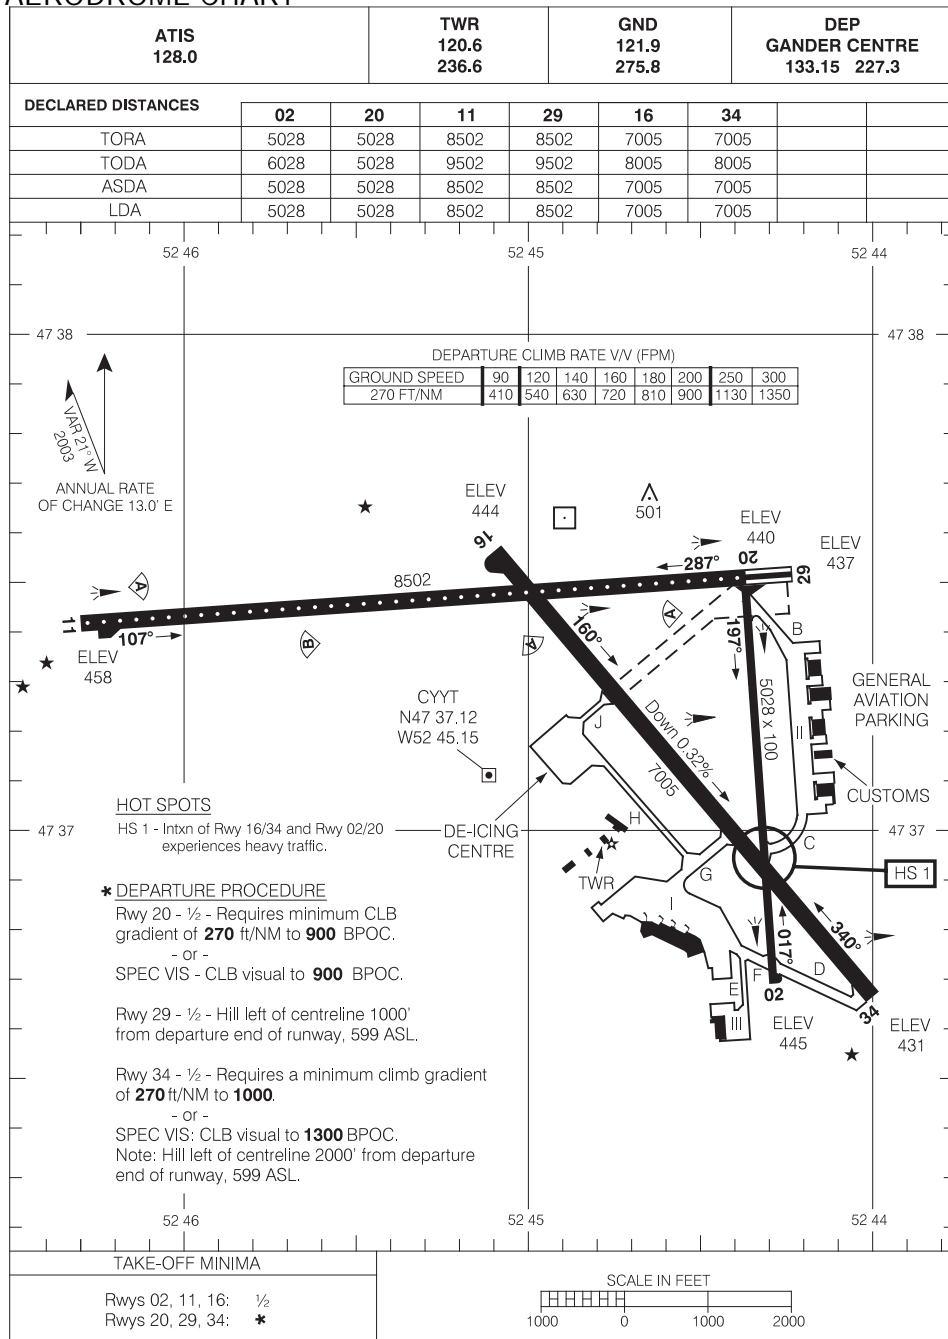 AERODROME CHART
ATIS
128.0
TWR
120.6
236.6
GND
121.9
275.8
DEP
GANDER CENTRE
133.15 227.3
DECLARED DISTANCES 02 20 11 29 16 34
TORA 5028 5028 8502 8502 7005 7005
TODA 6028 5028 9502 9502 8005 8005
ASDA 5028 5028 8502 8502 7005 7005
LDA 5028 5028 8502 8502 7005 7005
52 46 52 45 52 44
47 38 47 38
DEPARTURE CLIMB RATE V/V (FPM)
GROUND SPEED 90 120 140 160 180 200 250 300
270 FT/NM 410 540 630 720 810 900 1130 1350
VAR 21° W
2003
ANNUAL RATE
OF CHANGE 13.0' E
ELEV
444
16
501
ELEV
440
20
ELEV
437
29
287°
8502
A
A
A
B
11
107°
ELEV
458
160°
197°
B
5028 x 100
II
GENERAL
AVIATION
PARKING
CYYT
N47 37.12
W52 45.15
J
Down 0.32%
7005
CUSTOMS
HOT SPOTS
HS 1 - Intxn of Rwy 16/34 and Rwy 02/20
experiences heavy traffic.
47 37 47 37
DE-ICING
CENTRE
H
TWR
C
G
HS 1
I
* DEPARTURE PROCEDURE
Rwy 20 - ½ - Requires minimum CLB
gradient of 270 ft/NM to 900 BPOC.
- or -
SPEC VIS - CLB visual to 900 BPOC.
Rwy 29 - ½ - Hill left of centreline 1000'
from departure end of runway, 599 ASL.
Rwy 34 - ½ - Requires a minimum climb gradient
of 270 ft/NM to 1000.
- or -
SPEC VIS: CLB visual to 1300 BPOC.
Note: Hill left of centreline 2000' from departure
end of runway, 599 ASL.
017°
340°
E
F
D
02
34
III
ELEV
445
ELEV
431
52 46 52 45 52 44
TAKE-OFF MINIMA
Rwys 02, 11, 16: ½
Rwys 20, 29, 34: *
SCALE IN FEET
1000 0 1000 2000